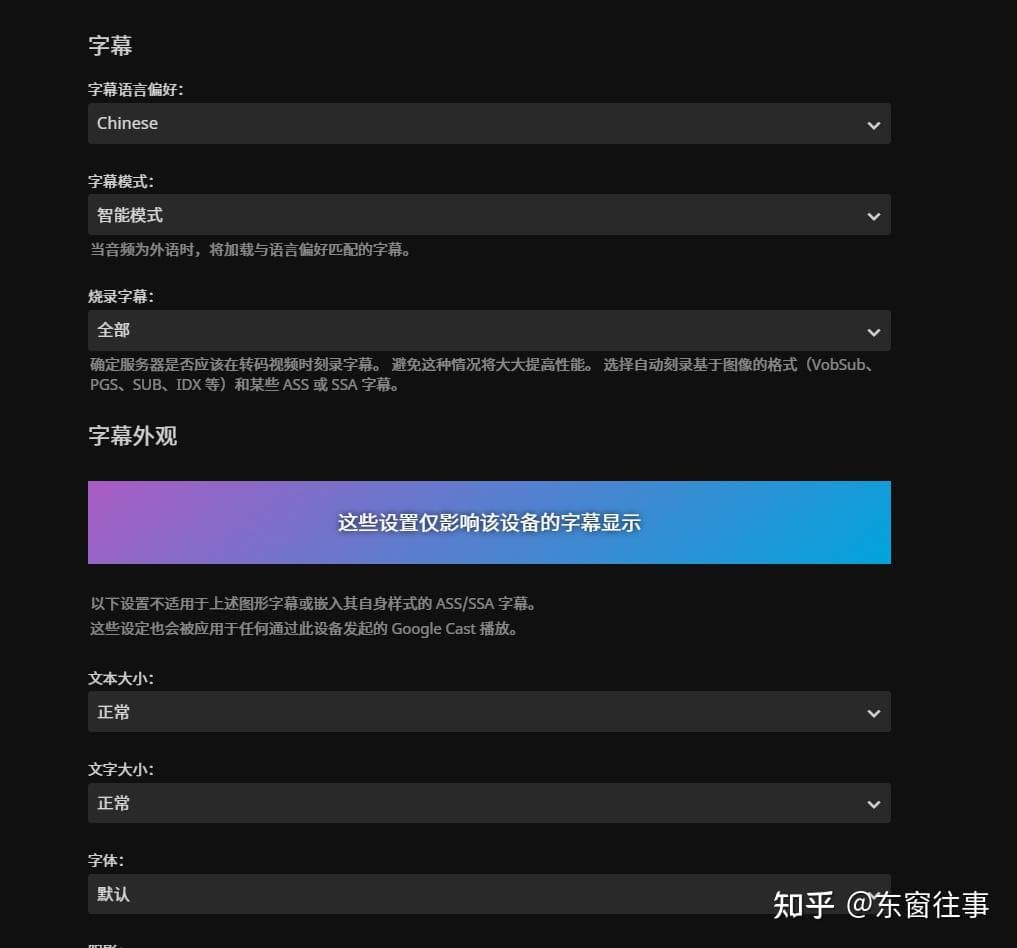 字幕
字幕语言偏好：
Chinese
字幕模式：
智能模式
当音频为外语时，将加载与语言偏好匹配的字幕。
烧录字幕：
全部
确定服务器是否应该在转码视频时刻录字幕。 避免这种情况将大大提高性能。 选择自动刻录基于图像的格式（VobSub、
PGS、SUB、IDX 等）和某些 ASS 或 SSA 字幕。
字幕外观
这些设置仅影响该设备的字幕显示
以下设置不适用于上述图形字幕或嵌入其自身样式的 ASS/SSA 字幕。
这些设定也会被应用于任何通过此设备发起的 Google Cast 播放。
文本大小：
正常
文字大小：
正常
字体：
默认
知乎 @东窗往事